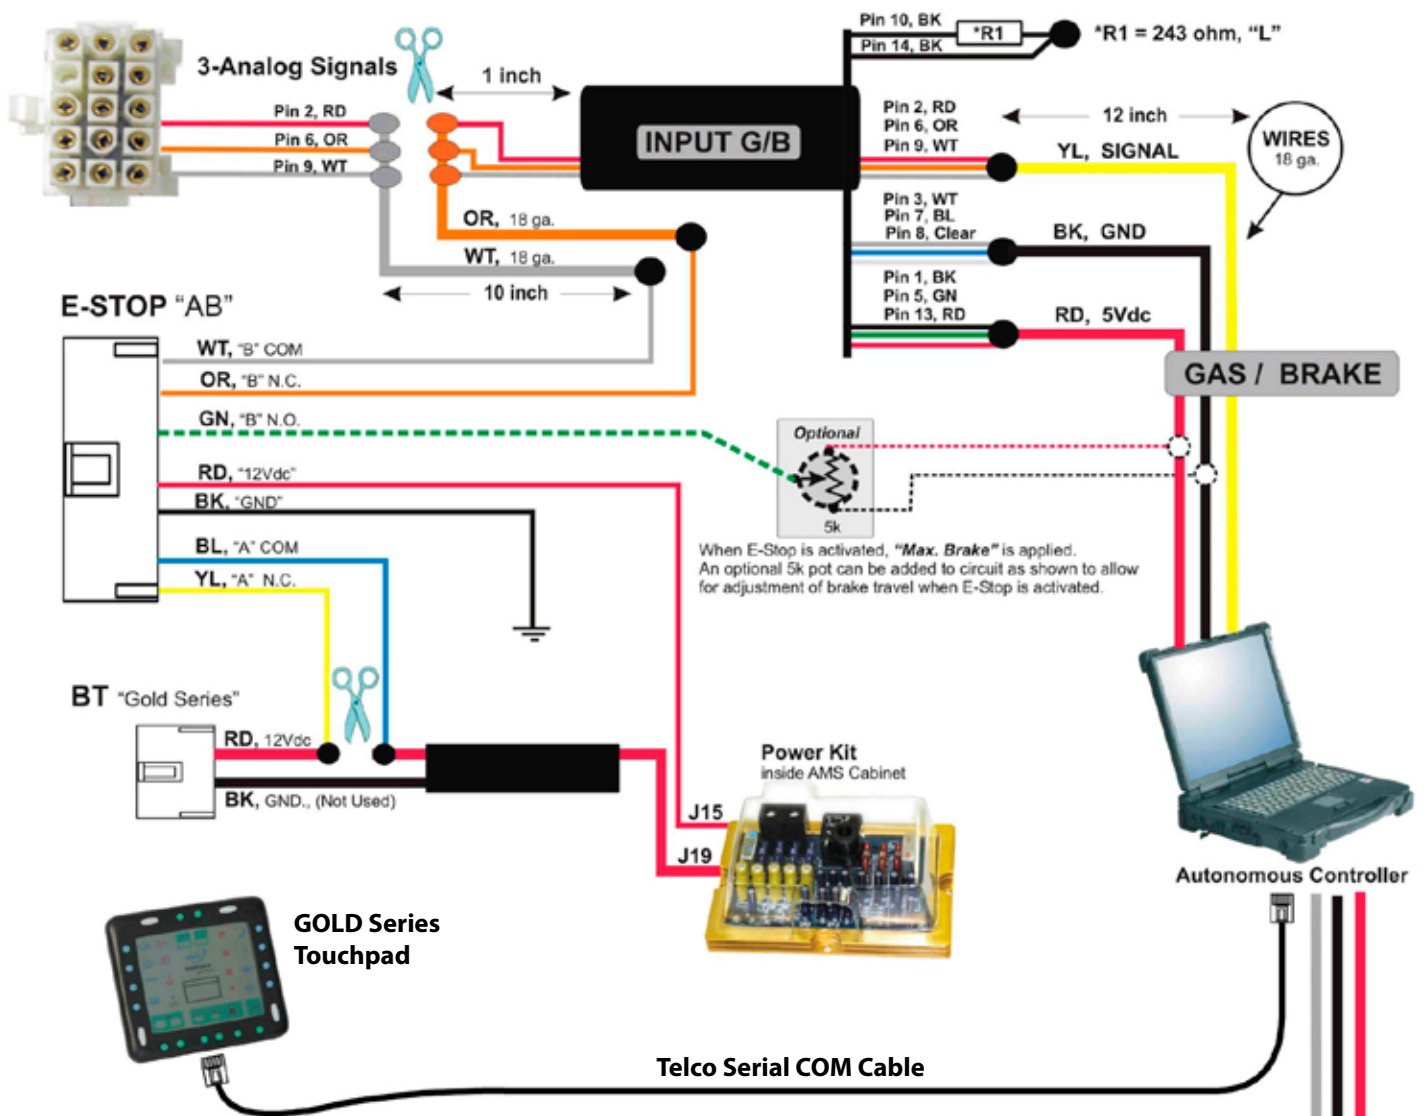 Pin 10, BK
*R1
Pin 14, BK
*R1 = 243 ohm, “L”
3-Analog Signals
1 inch
Pin 2, RD
Pin 6, OR
Pin 9, WT
INPUT G/B
Pin 2, RD
Pin 6, OR
Pin 9, WT
12 inch
YL, SIGNAL
WIRES
18 ga.
Pin 3, WT
Pin 7, BL
Pin 8, Clear
BK, GND
OR, 18 ga.
WT, 18 ga.
10 inch
Pin 1, BK
Pin 5, GN
Pin 13, RD
RD, 5Vdc
GAS / BRAKE
E-STOP “AB”
WT, “B” COM
OR, “B” N.C.
GN, “B” N.O.
RD, “12Vdc”
BK, “GND”
BL, “A” COM
YL, “A” N.C.
Optional
5k
When E-Stop is activated, “Max. Brake” is applied.
An optional 5k pot can be added to circuit as shown to allow
for adjustment of brake travel when E-Stop is activated.
BT “Gold Series”
RD, 12Vdc
BK, GND., (Not Used)
Power Kit
inside AMS Cabinet
J15
J19
Autonomous Controller
GOLD Series
Touchpad
Telco Serial COM Cable